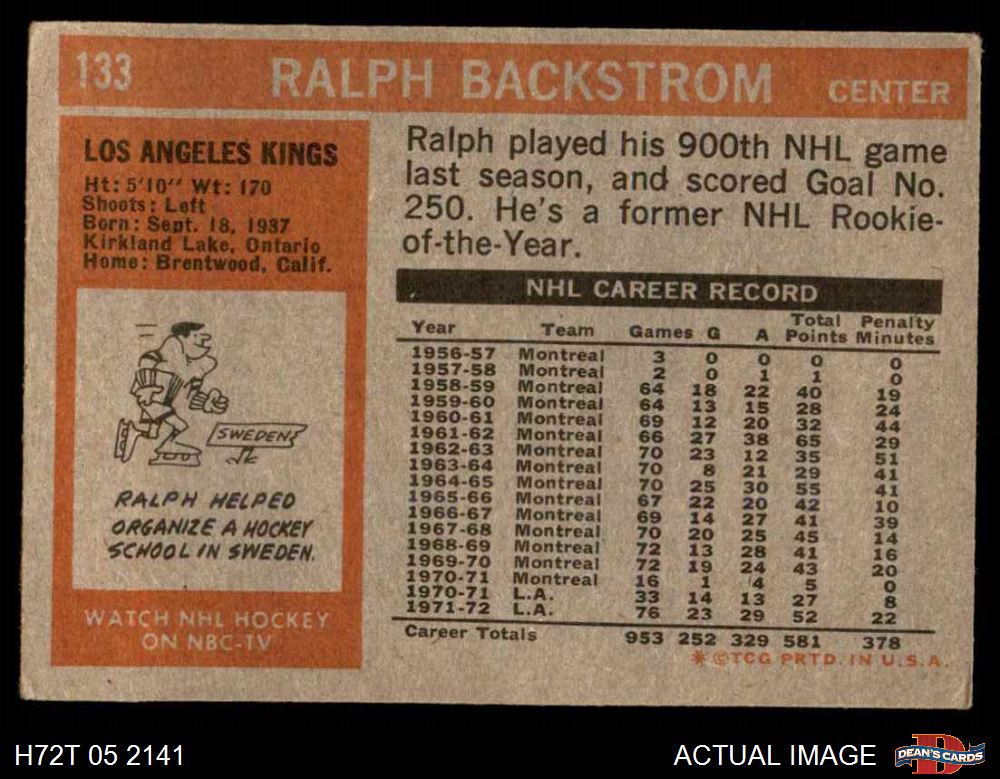 133 RALPH BACKSTROM CENTER
LOS ANGELES KINGS
Ht: 5'10" Wt: 170
Shoots: Left
Born: Sept. 18, 1937
Kirkland Lake, Ontario
Home: Brentwood, Calif.
SWEDEN
RALPH HELPED
ORGANIZE A HOCKEY
SCHOOL IN SWEDEN.
WATCH NHL HOCKEY
ON NBC-TV
Ralph played his 900th NHL game
last season, and scored Goal No.
250. He's a former NHL Rookie-
of-the-Year.
NHL CAREER RECORD
Year Team Games G A Total Points Penalty Minutes
1956-57 Montreal 3 0 0 0 0
1957-58 Montreal 2 0 1 1 0
1958-59 Montreal 64 18 22 40 19
1959-60 Montreal 64 13 15 28 24
1960-61 Montreal 69 12 20 32 44
1961-62 Montreal 66 27 38 65 29
1962-63 Montreal 70 23 12 35 51
1963-64 Montreal 70 8 21 29 41
1964-65 Montreal 70 25 30 55 41
1965-66 Montreal 67 22 20 42 10
1966-67 Montreal 69 14 27 41 39
1967-68 Montreal 70 20 25 45 14
1968-69 Montreal 72 13 28 41 16
1969-70 Montreal 72 19 24 43 20
1970-71 Montreal 16 1 4 5 0
1970-71 L.A. 33 14 13 27 8
1971-72 L.A. 76 23 29 52 22
Career Totals 953 252 329 581 378
*©TCG PRTD. IN U.S.A.
H72T 05 2141
ACTUAL IMAGE
DEAN'S CARDS